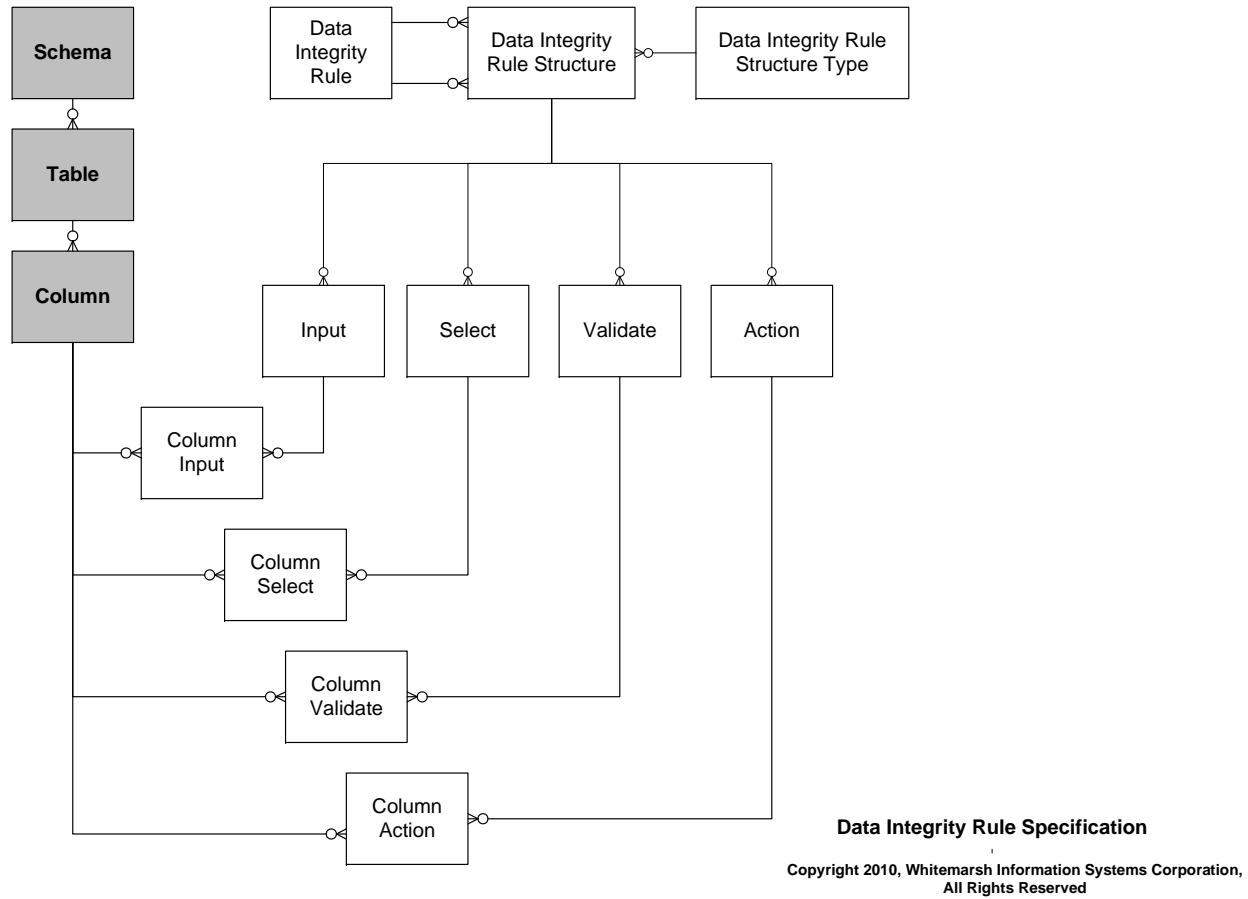 Schema
Data
Integrity
Rule
Data Integrity
Rule Structure
Data Integrity Rule
Structure Type
Table
Column
Input
Select
Validate
Action
Column
Input
Column
Select
Column
Validate
Column
Action
Data Integrity Rule Specification
Copyright 2010, Whitemarsh Information Systems Corporation,
All Rights Reserved